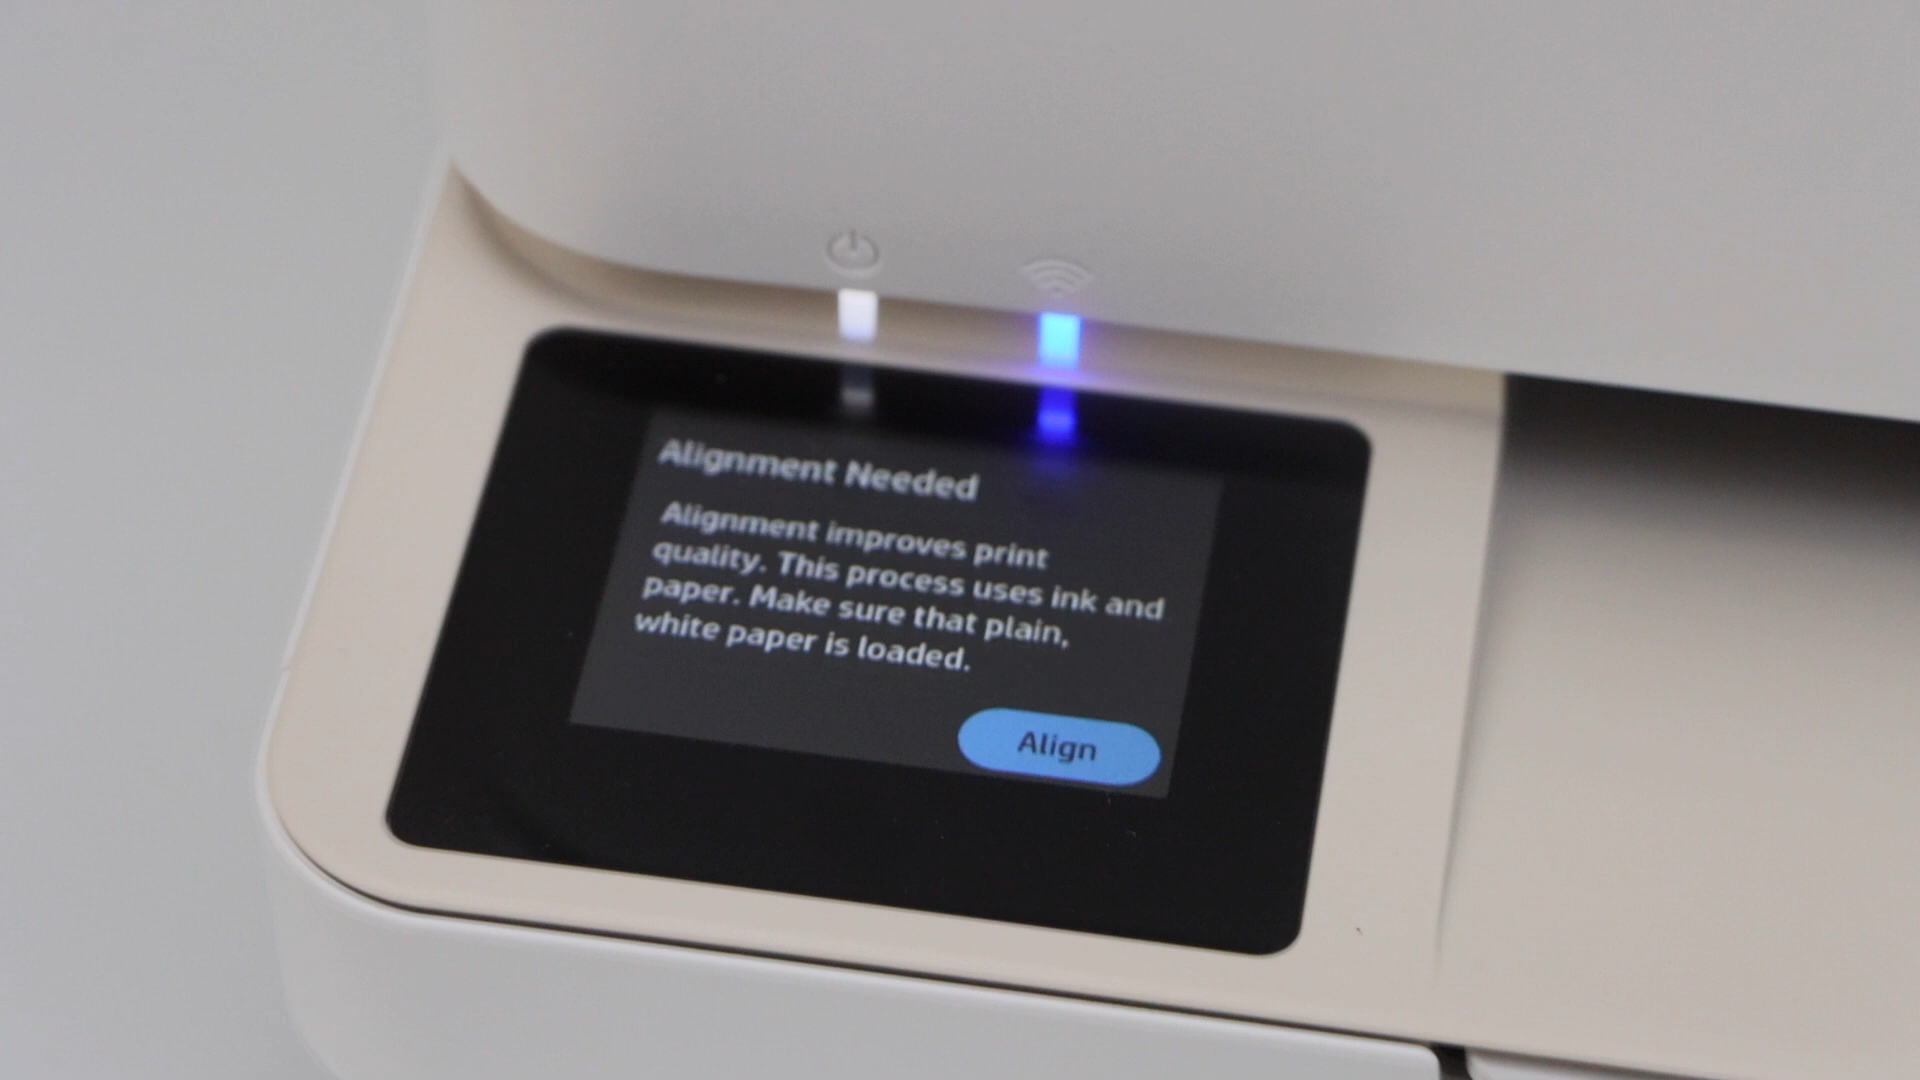 Alignment Needed
Alignment improves print
quality. This process uses ink and
paper. Make sure that plain,
white paper is loaded.
Align